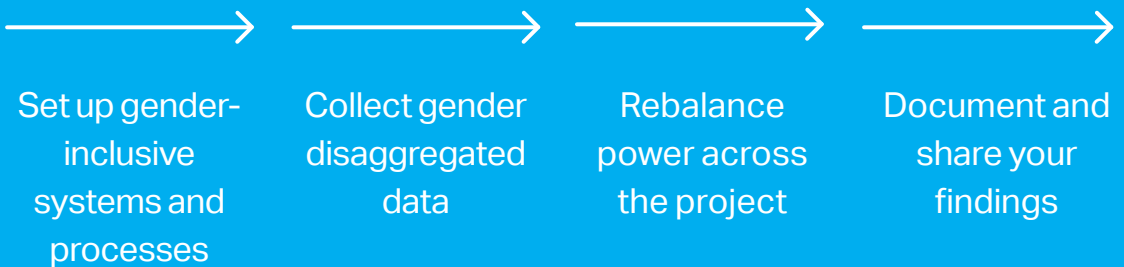 Set up gender-
inclusive
systems and
processes
Collect gender
disaggregated
data
Rebalance
power across
the project
Document and
share your
findings